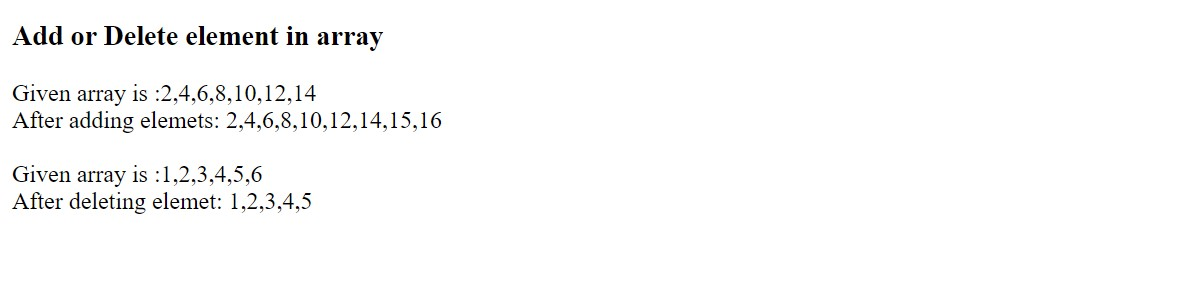 Add or Delete element in array
Given array is :2,4,6,8,10,12,14
After adding elemets: 2,4,6,8,10,12,14,15,16
Given array is :1,2,3,4,5,6
After deleting elemet: 1,2,3,4,5